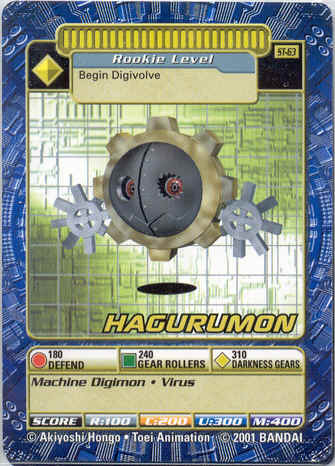 Rookie Level
ST-63
Begin Digivolve
HAGURUMON
180 DEFEND
240 GEAR ROLLERS
310 DARKNESS GEARS
Machine Digimon • Virus
SCORE R:100 C:200 U:300 M:400
© Akiyoshi Hongo • Toei Animation © 2001 BANDAI